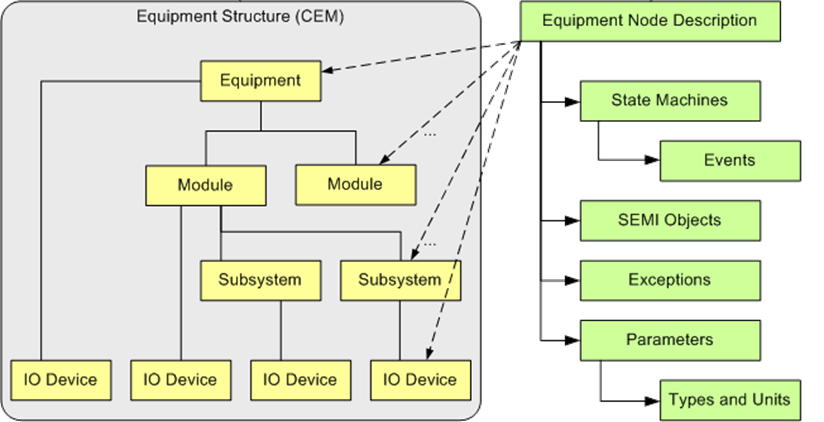 Equipment Structure (CEM)
Equipment Node Description
Equipment
State Machines
...
Events
Module
Module
SEMI Objects
...
Subsystem
Subsystem
Exceptions
Parameters
IO Device
IO Device
IO Device
IO Device
Types and Units